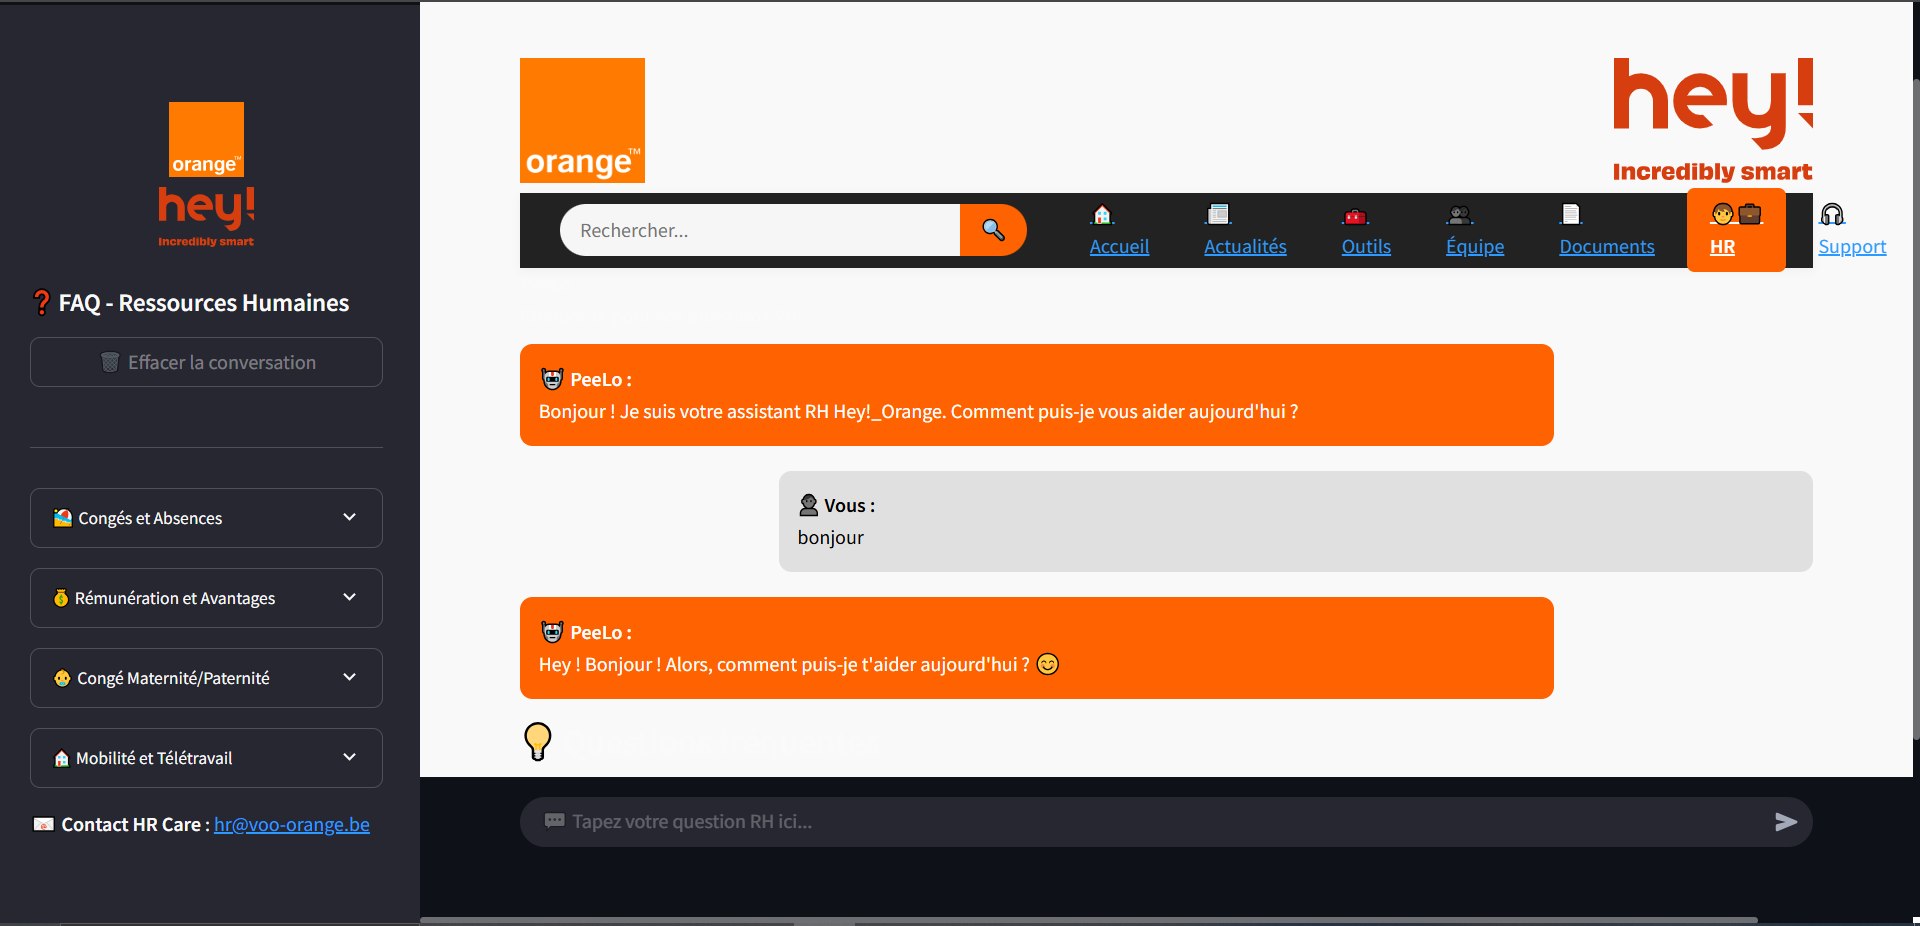 orange™
hey!
Incredibly smart
❓ FAQ - Ressources Humaines
🗑️ Effacer la conversation
🏖️ Congés et Absences
💰 Rémunération et Avantages
👶 Congé Maternité/Paternité
🏠 Mobilité et Télétravail
📧 Contact HR Care : hr@voo-orange.be
orange™
hey!
Incredibly smart
Rechercher...
🔍
🏠 Accueil
📰 Actualités
🧰 Outils
👥 Équipe
📄 Documents
🧑‍💼 HR
🎧 Support
🤖 PeeLo :
Bonjour ! Je suis votre assistant RH Hey!_Orange. Comment puis-je vous aider aujourd'hui ?
👤 Vous :
bonjour
🤖 PeeLo :
Hey ! Bonjour ! Alors, comment puis-je t'aider aujourd'hui ? 😊
💡
💬 Tapez votre question RH ici...